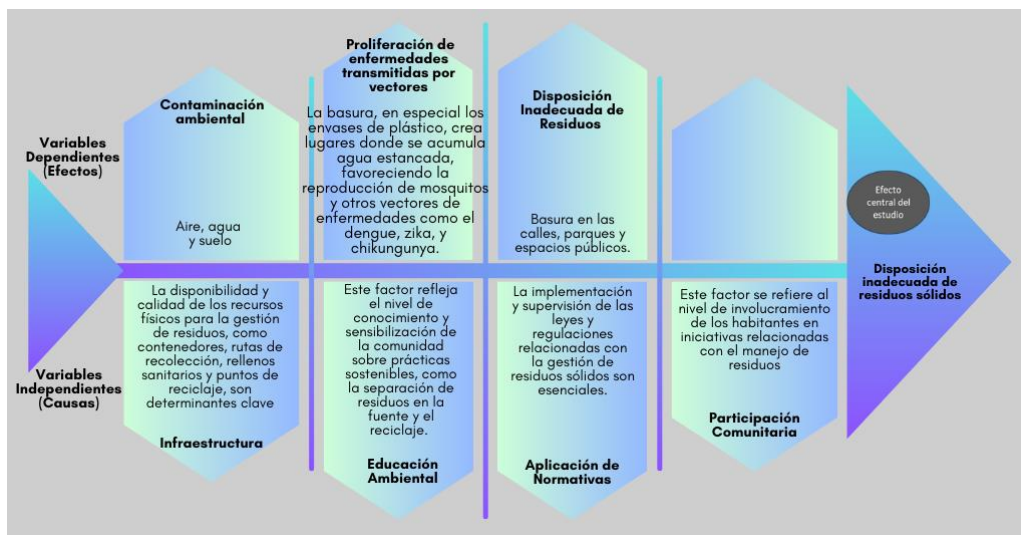 Variables
Dependientes
(Efectos)
Contaminación
ambiental
Aire, agua
y suelo
Proliferación de
enfermedades
transmitidas por
vectores
La basura, en especial los
envases de plástico, crea
lugares donde se acumula
agua estancada,
favoreciendo la
reproducción de mosquitos
y otros vectores de
enfermedades como el
dengue, zika, y
chikungunya.
Disposición
Inadecuada de
Residuos
Basura en las
calles, parques y
espacios públicos.
Efecto
central del
estudio
Disposición
inadecuada de
residuos sólidos
Variables
Independientes
(Causas)
La disponibilidad y
calidad de los recursos
físicos para la gestión
de residuos, como
contenedores, rutas de
recolección, rellenos
sanitarios y puntos de
reciclaje, son
determinantes clave
Infraestructura
Este factor refleja
el nivel de
conocimiento y
sensibilización de
la comunidad
sobre prácticas
sostenibles, como
la separación de
residuos en la
fuente y el
reciclaje.
Educación
Ambiental
La implementación
y supervisión de las
leyes y
regulaciones
relacionadas con
la gestión de
residuos sólidos son
esenciales.
Aplicación de
Normativas
Este factor se refiere al
nivel de involucramiento
de los habitantes en
iniciativas relacionadas
con el manejo de
residuos
Participación
Comunitaria